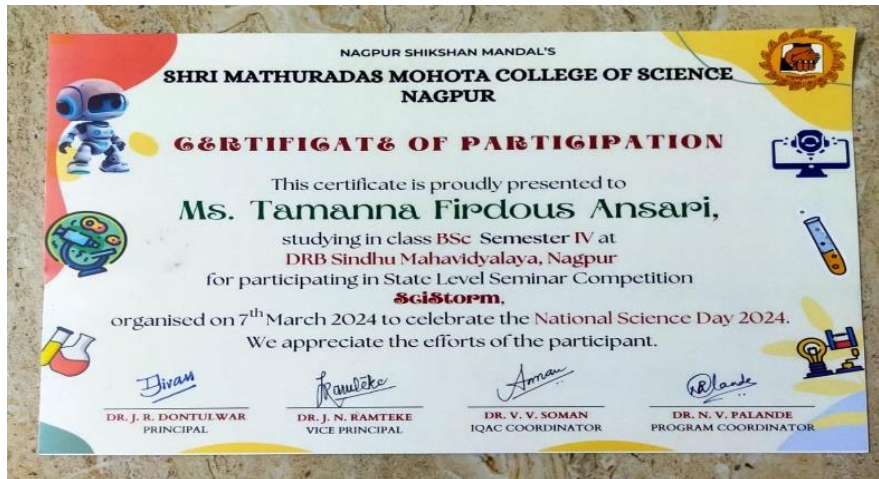 NAGPUR SHIKSHAN MANDAL'S
SHRI MATHURADAS MOHOTA COLLEGE OF SCIENCE
NAGPUR
CERTIFICATE OF PARTICIPATION
This certificate is proudly presented to
Ms. Tamanna Firdous Ansari,
studying in class BSc Semester IV at
DRB Sindhu Mahavidyalaya, Nagpur
for participating in State Level Seminar Competition
SciStorm,
organised on 7th March 2024 to celebrate the National Science Day 2024.
We appreciate the efforts of the participant.
DR. J. R. DONTULWAR
PRINCIPAL
DR. J. N. RAMTEKE
VICE PRINCIPAL
DR. V. V. SOMAN
IQAC COORDINATOR
DR. N. V. PALANDE
PROGRAM COORDINATOR